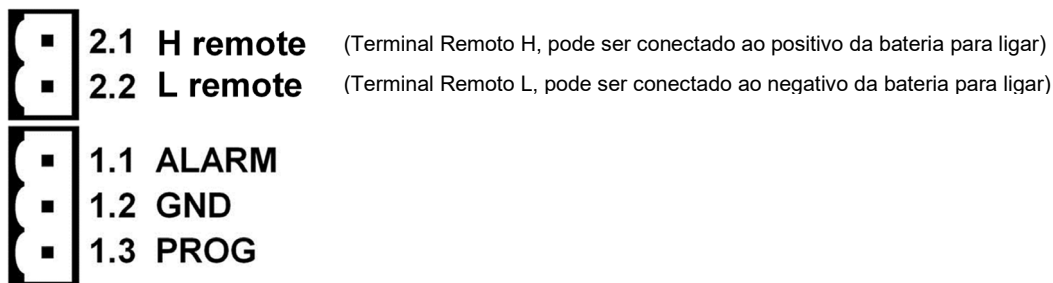 2.1 H remote (Terminal Remoto H, pode ser conectado ao positivo da bateria para ligar)
2.2 L remote (Terminal Remoto L, pode ser conectado ao negativo da bateria para ligar)
1.1 ALARM
1.2 GND
1.3 PROG